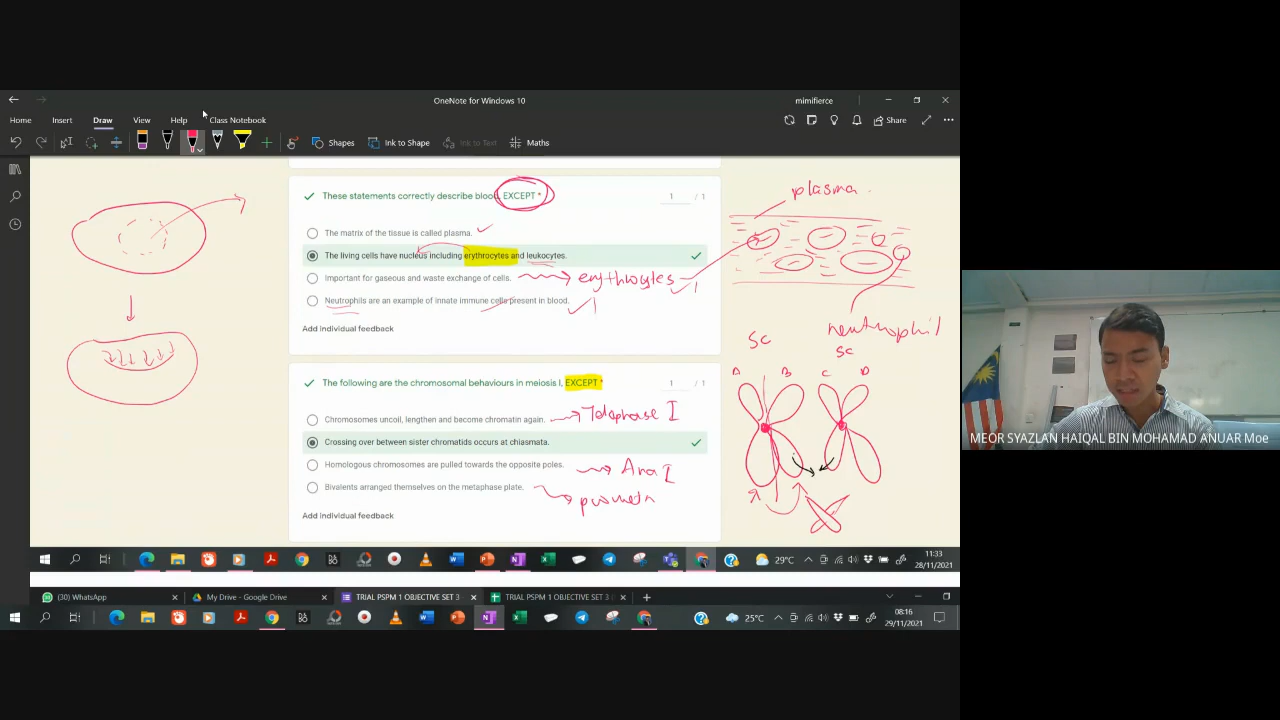 OneNote for Windows 10
mimifierce
Home Insert Draw View Help Class Notebook
Share
Shapes Ink to Shape Ink to Text Maths
These statements correctly describe blood, EXCEPT * 1 / 1
The matrix of the tissue is called plasma.
The living cells have nucleus including erythrocytes and leukocytes.
Important for gaseous and waste exchange of cells.
Neutrophils are an example of innate immune cells present in blood.
Add individual feedback
plasma
erythrocytes
neutrophil
SC
SC
A B C D
The following are the chromosomal behaviours in meiosis I, EXCEPT * 1 / 1
Chromosomes uncoil, lengthen and become chromatin again.
Telophase I
Crossing over between sister chromatids occurs at chiasmata.
Homologous chromosomes are pulled towards the opposite poles.
Ana I
Bivalents arranged themselves on the metaphase plate.
Add individual feedback
MEOR SYAZLAN HAIQAL BIN MOHAMAD ANUAR Moe
29°C
11:33
28/11/2021
(30) WhatsApp
My Drive - Google Drive
TRIAL PSPM 1 OBJECTIVE SET 3
TRIAL PSPM 1 OBJECTIVE SET 3
25°C
08:16
29/11/2021